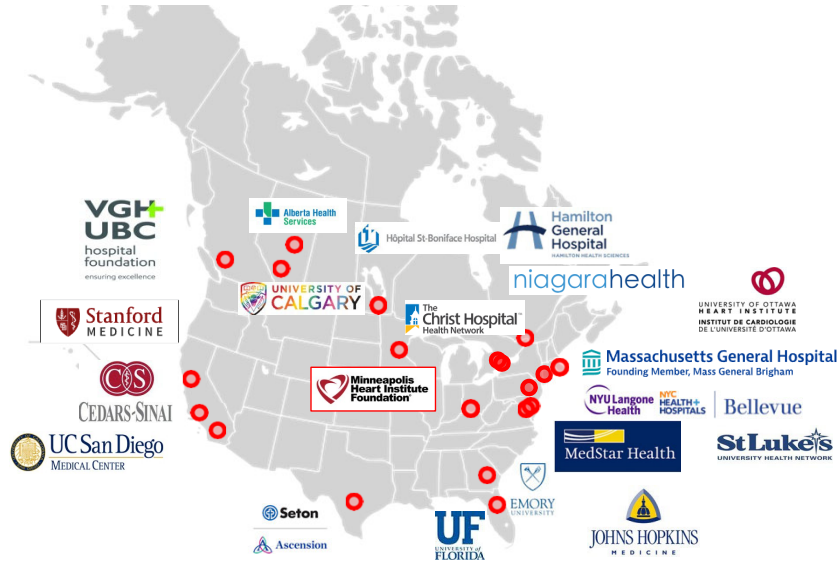 VGH+
UBC
hospital
foundation
ensuring excellence
Alberta Health
Services
Hôpital St-Boniface Hospital
Hamilton
General
Hospital
HAMILTON HEALTH SCIENCES
niagarahealth
UNIVERSITY OF OTTAWA
HEART INSTITUTE
INSTITUT DE CARDIOLOGIE
DE L'UNIVERSITÉ D'OTTAWA
UNIVERSITY OF
CALGARY
Stanford
MEDICINE
The
Christ Hospital™
Health Network
Massachusetts General Hospital
Founding Member, Mass General Brigham
Minneapolis
Heart Institute
Foundation®
CEDARS-SINAI
NYU Langone
Health
NYC
HEALTH+
HOSPITALS
Bellevue
UC San Diego
MEDICAL CENTER
MedStar Health
StLuke's
UNIVERSITY HEALTH NETWORK
EMORY
UNIVERSITY
Seton
Ascension
UF
UNIVERSITY of
FLORIDA
JOHNS HOPKINS
MEDICINE